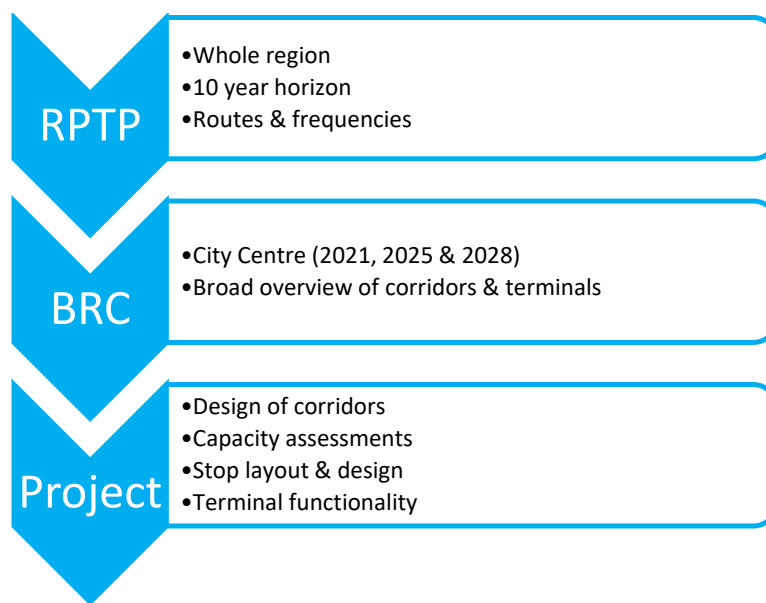 RPTP
•Whole region
•10 year horizon
•Routes & frequencies
BRC
•City Centre (2021, 2025 & 2028)
•Broad overview of corridors & terminals
Project
•Design of corridors
•Capacity assessments
•Stop layout & design
•Terminal functionality